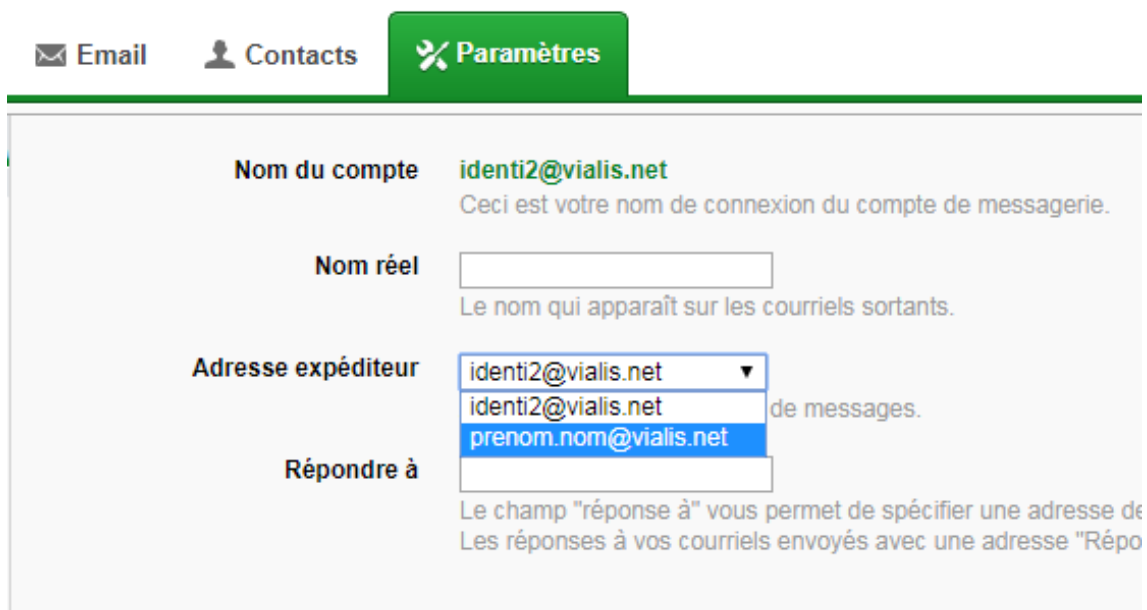 Email Contacts Paramètres
Nom du compte identi2@vialis.net
Ceci est votre nom de connexion du compte de messagerie.
Nom réel
Le nom qui apparaît sur les courriels sortants.
Adresse expéditeur identi2@vialis.net
identi2@vialis.net de messages.
prenom.nom@vialis.net
Répondre à
Le champ "réponse à" vous permet de spécifier une adresse de
Les réponses à vos courriels envoyés avec une adresse "Répo